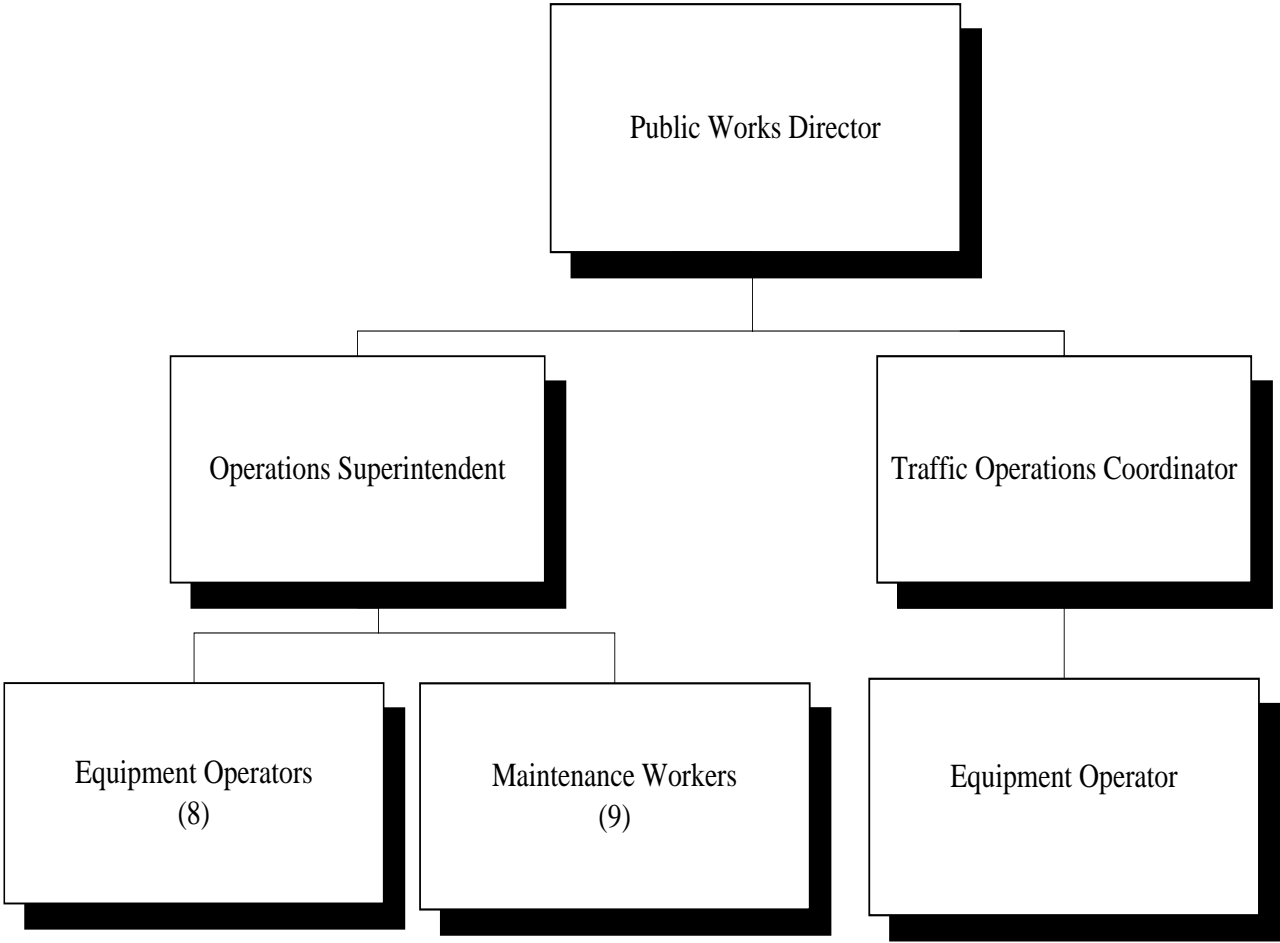 Public Works Director
Operations Superintendent
Traffic Operations Coordinator
Equipment Operators
(8)
Maintenance Workers
(9)
Equipment Operator